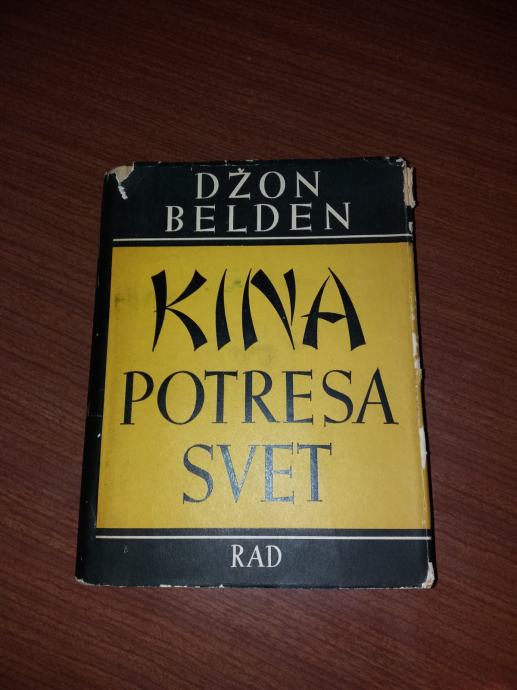 DŽON
BELDEN
KINA
POTRESA
SVET
RAD